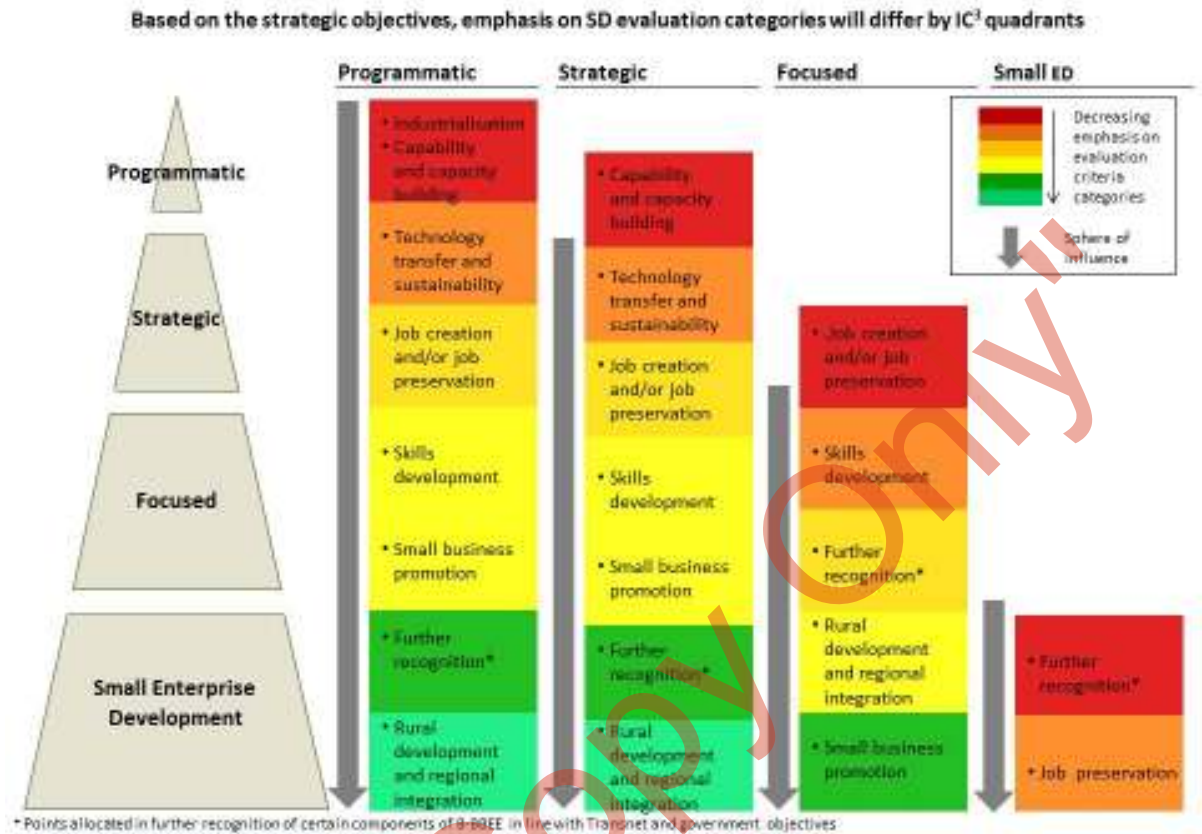 Based on the strategic objectives, emphasis on SD evaluation categories will differ by IC³ quadrants
Programmatic
Strategic
Focused
Small ED
Programmatic
Strategic
Focused
Small Enterprise
Development
• Industrialisation
• Capability
and capacity
building
• Technology
transfer and
sustainability
• Job creation
and/or job
preservation
• Skills
development
• Small business
promotion
• Further
recognition*
• Rural
development
and regional
integration
• Capability
and capacity
building
• Technology
transfer and
sustainability
• Job creation
and/or job
preservation
• Skills
development
• Small business
promotion
• Further
recognition*
• Rural
development
and regional
integration
• Job creation
and/or job
preservation
• Skills
development
• Further
recognition*
• Rural
development
and regional
integration
• Small business
promotion
• Further
recognition*
• Job preservation
Decreasing
emphasis on
evaluation
criteria
categories
Sphere of
influence
* Points allocated in further recognition of certain components of B-BBEE in line with Transnet and government objectives
Copy Only"